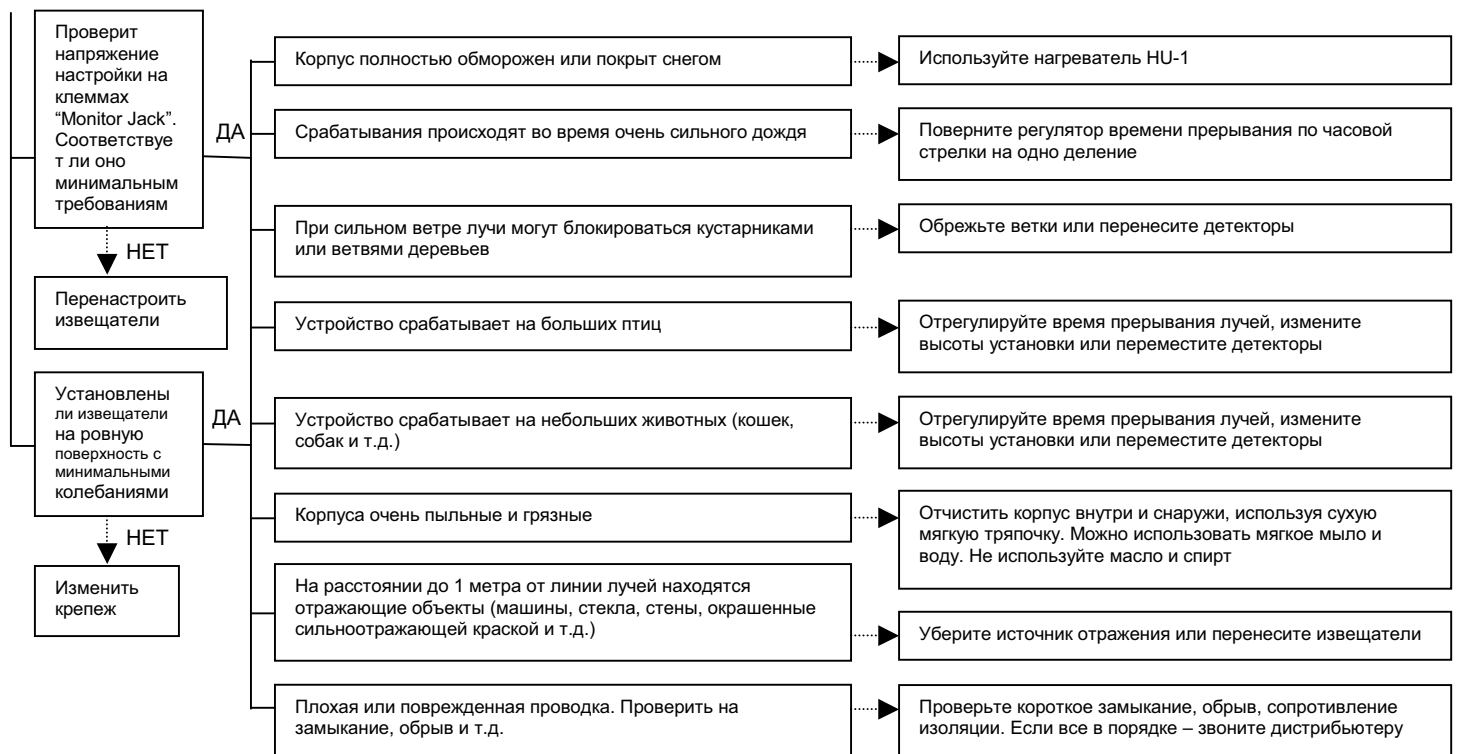 Проверит
напряжение
настройки на
клеммах
“Monitor Jack”.
Соответствуе
т ли оно
минимальным
требованиям
ДА
НЕТ
Перенастроить
извещатели
Установлены
ли извещатели
на ровную
поверхность с
минимальными
колебаниями
ДА
НЕТ
Изменить
крепеж
Корпус полностью обморожен или покрыт снегом
Используйте нагреватель HU-1
Срабатывания происходят во время очень сильного дождя
Поверните регулятор времени прерывания по часовой
стрелки на одно деление
При сильном ветре лучи могут блокироваться кустарниками
или ветвями деревьев
Обрежьте ветки или перенесите детекторы
Устройство срабатывает на больших птиц
Отрегулируйте время прерывания лучей, измените
высоты установки или переместите детекторы
Устройство срабатывает на небольших животных (кошек,
собак и т.д.)
Отрегулируйте время прерывания лучей, измените
высоты установки или переместите детекторы
Корпуса очень пыльные и грязные
Отчистить корпус внутри и снаружи, используя сухую
мягкую тряпочку. Можно использовать мягкое мыло и
воду. Не используйте масло и спирт
На расстоянии до 1 метра от линии лучей находятся
отражающие объекты (машины, стекла, стены, окрашенные
сильноотражающей краской и т.д.)
Уберите источник отражения или перенесите извещатели
Плохая или поврежденная проводка. Проверить на
замыкание, обрыв и т.д.
Проверьте короткое замыкание, обрыв, сопротивление
изоляции. Если все в порядке – звоните дистрибьютеру